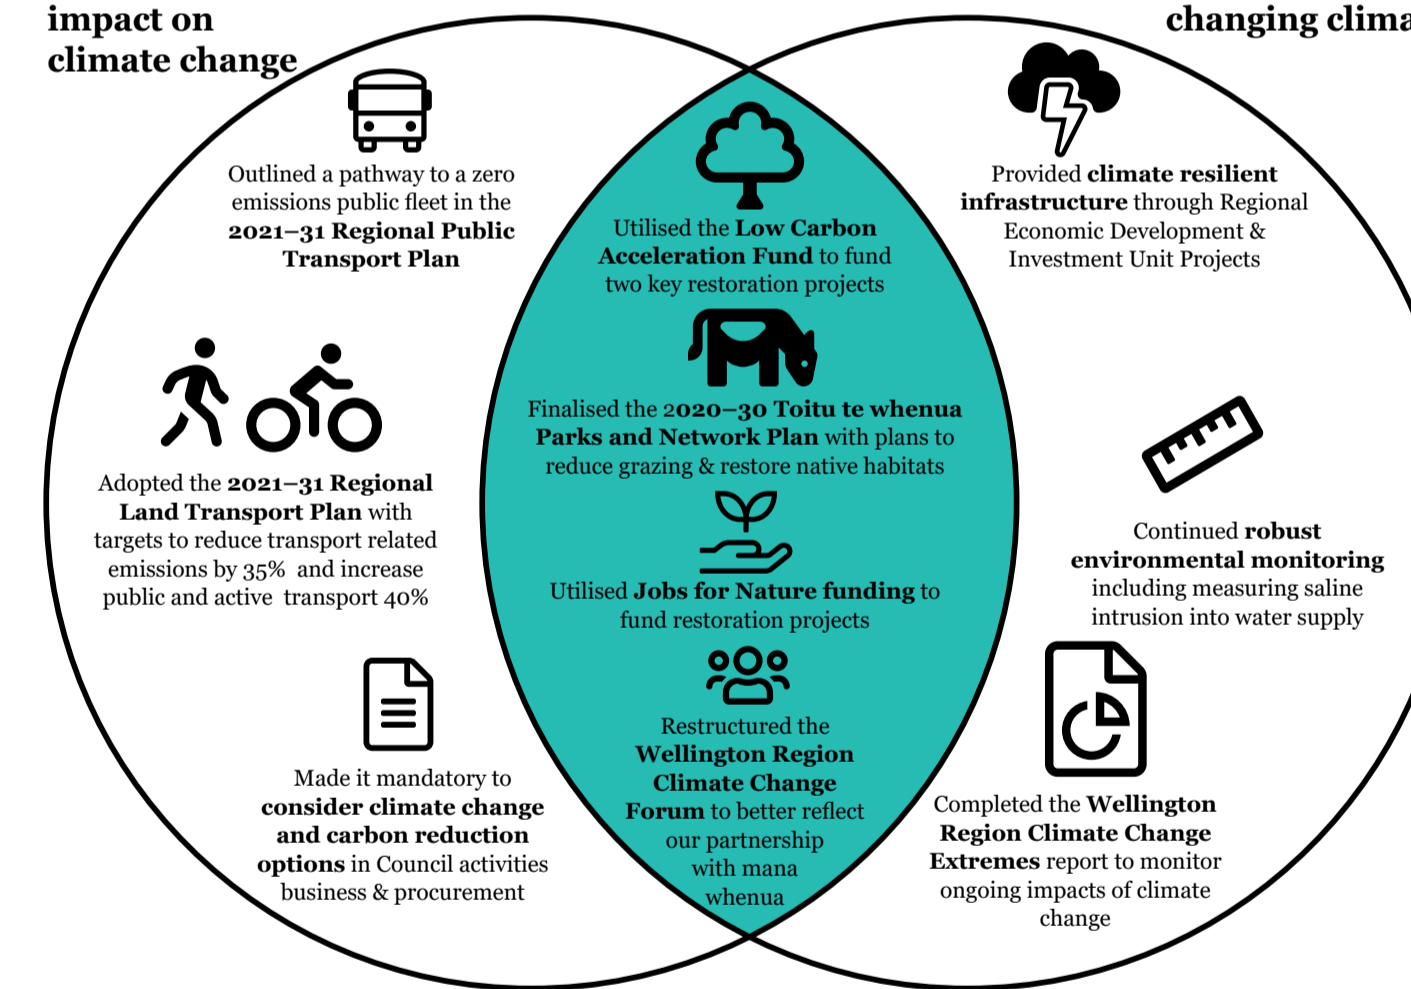 impact on
climate change
Outlined a pathway to a zero
emissions public fleet in the
2021–31 Regional Public
Transport Plan
Adopted the 2021–31 Regional
Land Transport Plan with
targets to reduce transport related
emissions by 35% and increase
public and active transport 40%
Made it mandatory to
consider climate change
and carbon reduction
options in Council activities
business & procurement
Utilised the Low Carbon
Acceleration Fund to fund
two key restoration projects
Finalised the 2020–30 Toitu te whenua
Parks and Network Plan with plans to
reduce grazing & restore native habitats
Utilised Jobs for Nature funding to
fund restoration projects
Restructured the
Wellington Region
Climate Change
Forum to better reflect
our partnership
with mana
whenua
changing
Provided climate resilient
infrastructure through Regional
Economic Development &
Investment Unit Projects
Continued robust
environmental monitoring
including measuring saline
intrusion into water supply
Completed the Wellington
Region Climate Change
Extremes report to monitor
ongoing impacts of climate
change